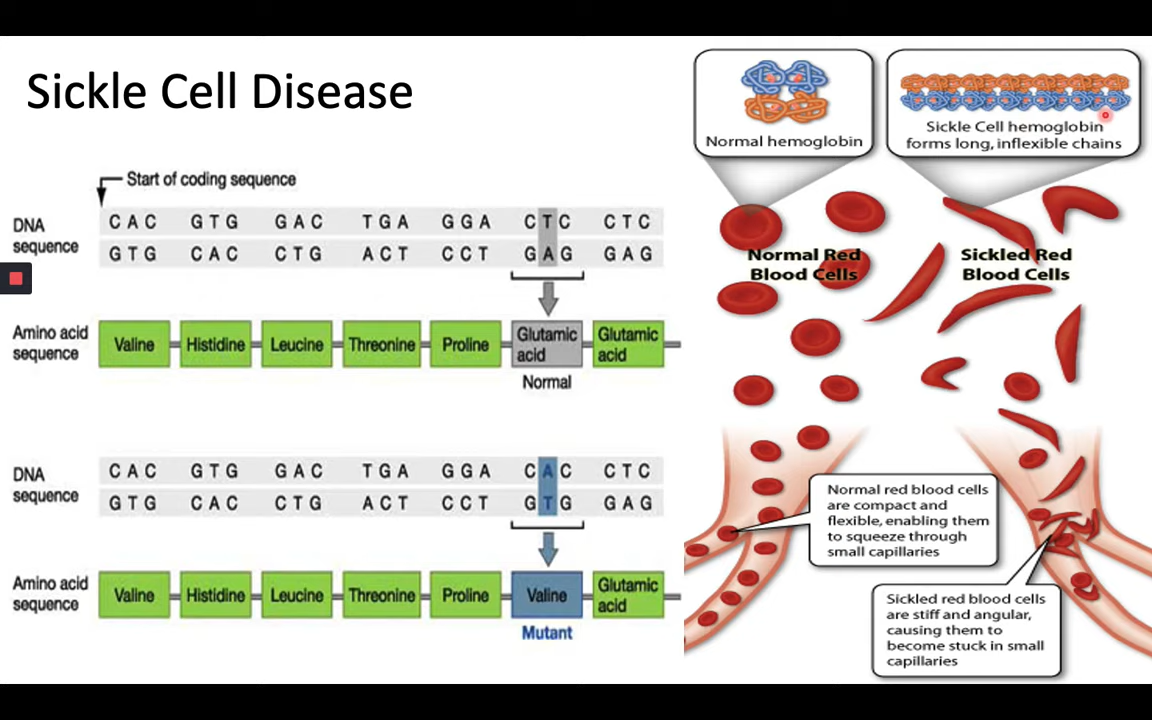 Sickle Cell Disease
Start of coding sequence
DNA
sequence
CAC GTG GAC TGA GGA CTC CTC
GTG CAC CTG ACT CCT GAG GAG
Amino acid
sequence
Valine Histidine Leucine Threonine Proline Glutamic acid Glutamic acid
Normal
DNA
sequence
CAC GTG GAC TGA GGA CAC CTC
GTG CAC CTG ACT CCT GTG GAG
Amino acid
sequence
Valine Histidine Leucine Threonine Proline Valine Glutamic acid
Mutant
Normal hemoglobin
Sickle Cell hemoglobin
forms long, inflexible chains
Normal Red
Blood Cells
Sickled Red
Blood Cells
Normal red blood cells
are compact and
flexible, enabling them
to squeeze through
small capillaries
Sickled red blood cells
are stiff and angular,
causing them to
become stuck in small
capillaries